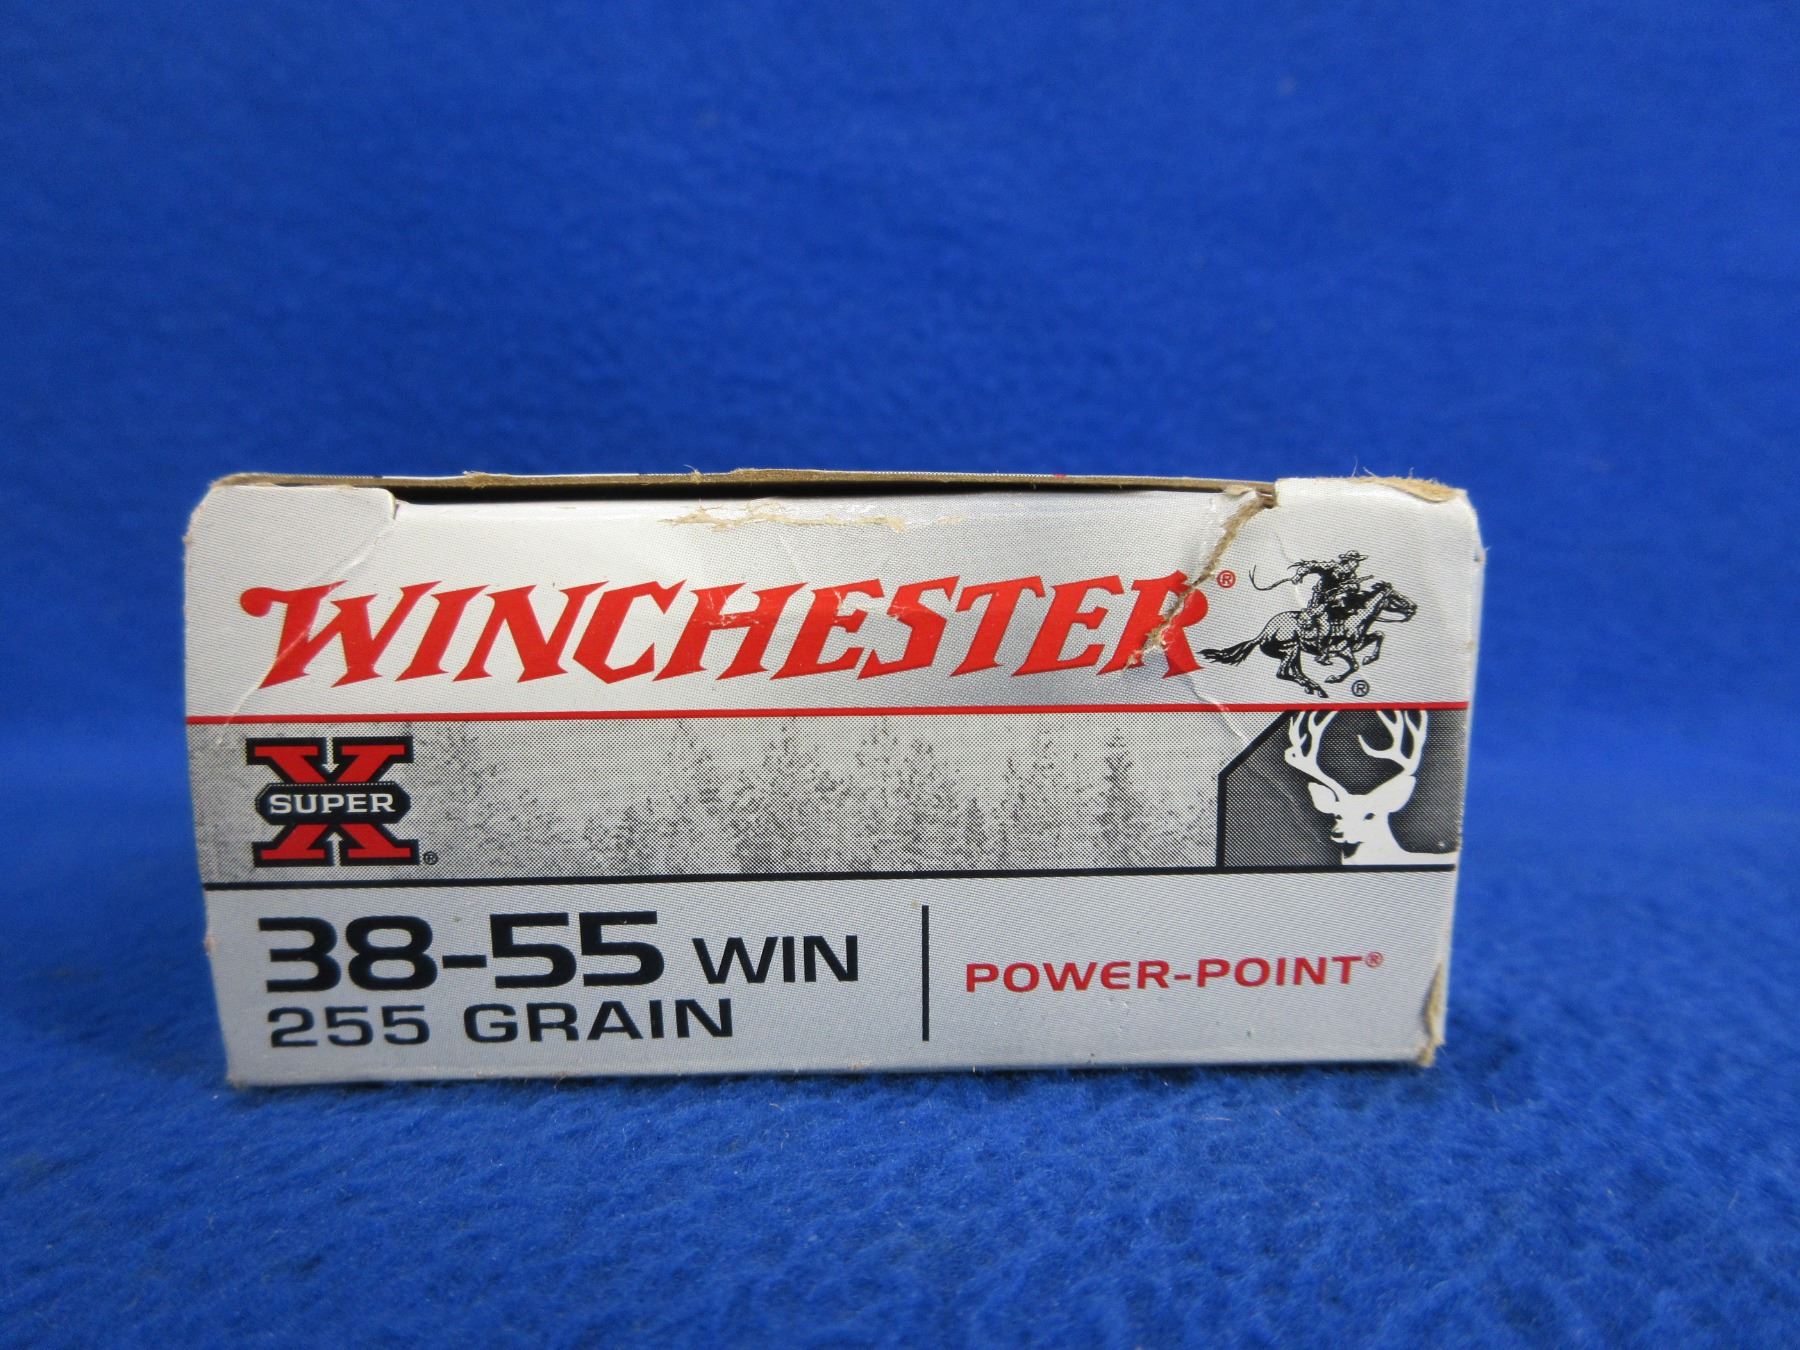 WINCHESTER®
®
X SUPER ®
38-55 WIN
255 GRAIN
POWER-POINT®